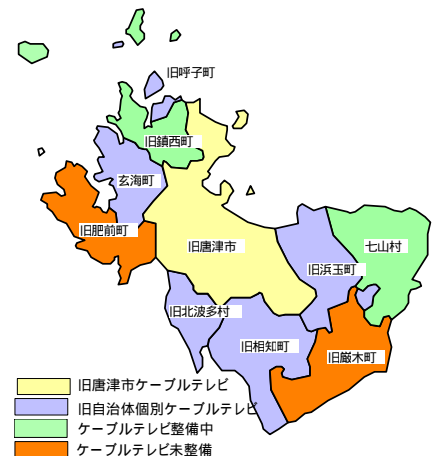 旧呼子町
旧鎮西町
玄海町
旧肥前町
旧唐津市
七山村
旧浜玉町
旧北波多村
旧相知町
旧厳木町
旧唐津市ケーブルテレビ
旧自治体個別ケーブルテレビ
ケーブルテレビ整備中
ケーブルテレビ未整備